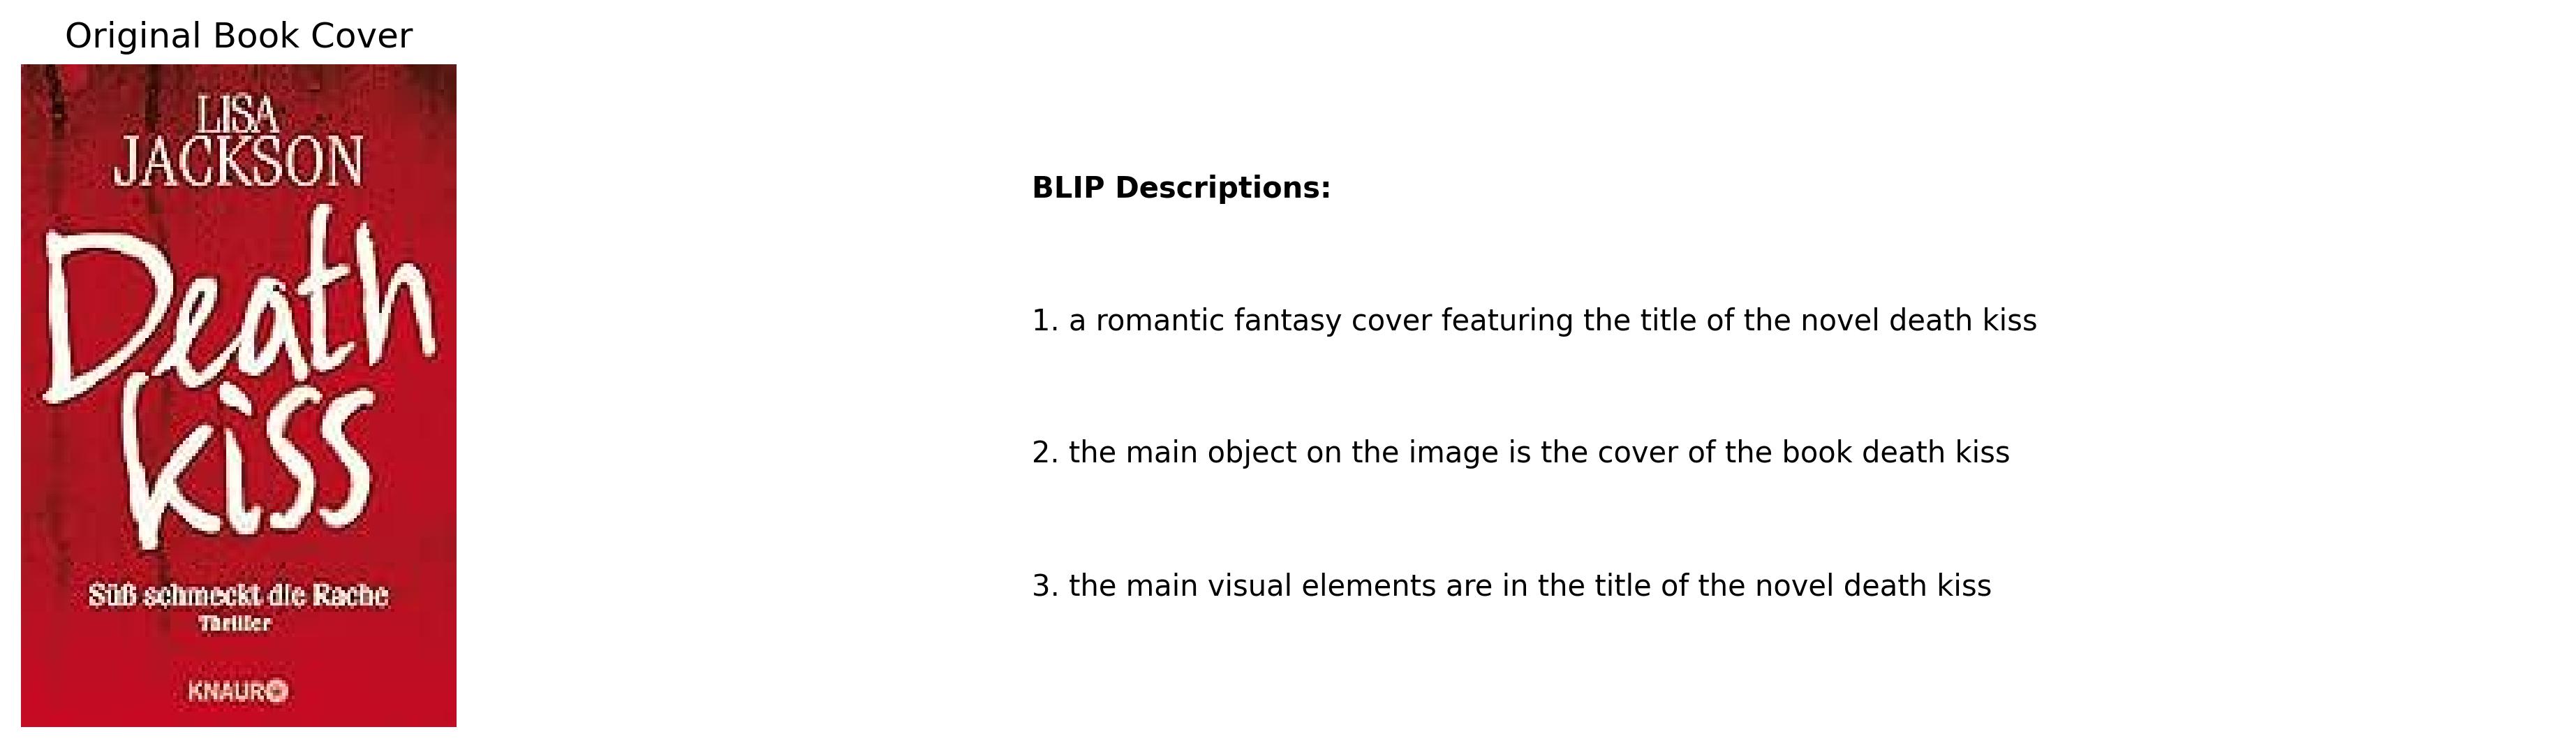 Original Book Cover
LISA
JACKSON
Death
kiss
Süß schmeckt die Rache
Thriller
KNAUR
BLIP Descriptions:
1. a romantic fantasy cover featuring the title of the novel death kiss
2. the main object on the image is the cover of the book death kiss
3. the main visual elements are in the title of the novel death kiss